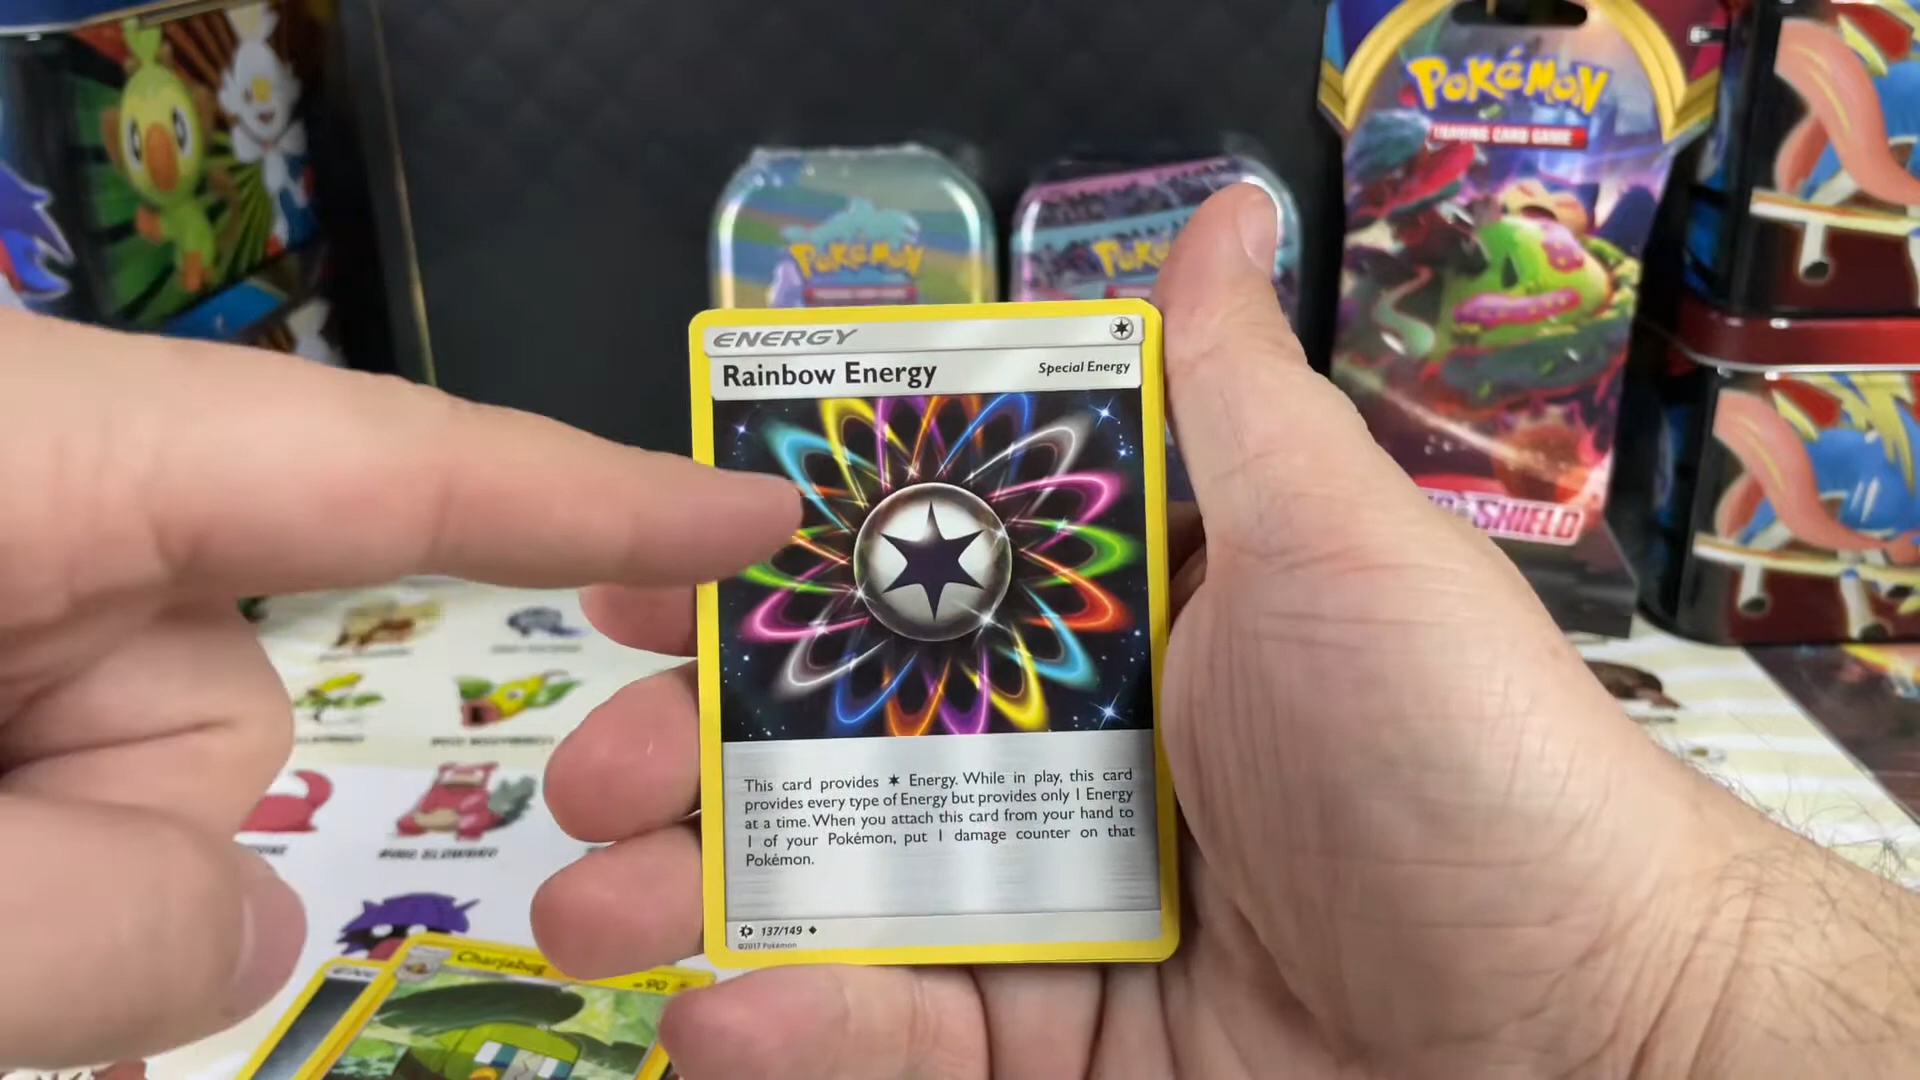 POKÉMON
TRADING CARD GAME
POKÉMON
POKÉ
ENERGY
Rainbow Energy
Special Energy
SHIELD
This card provides ✶ Energy. While in play, this card
provides every type of Energy but provides only 1 Energy
at a time. When you attach this card from your hand to
1 of your Pokémon, put 1 damage counter on that
Pokémon.
137/149 ◆
©2017 Pokémon
Charjabug
90